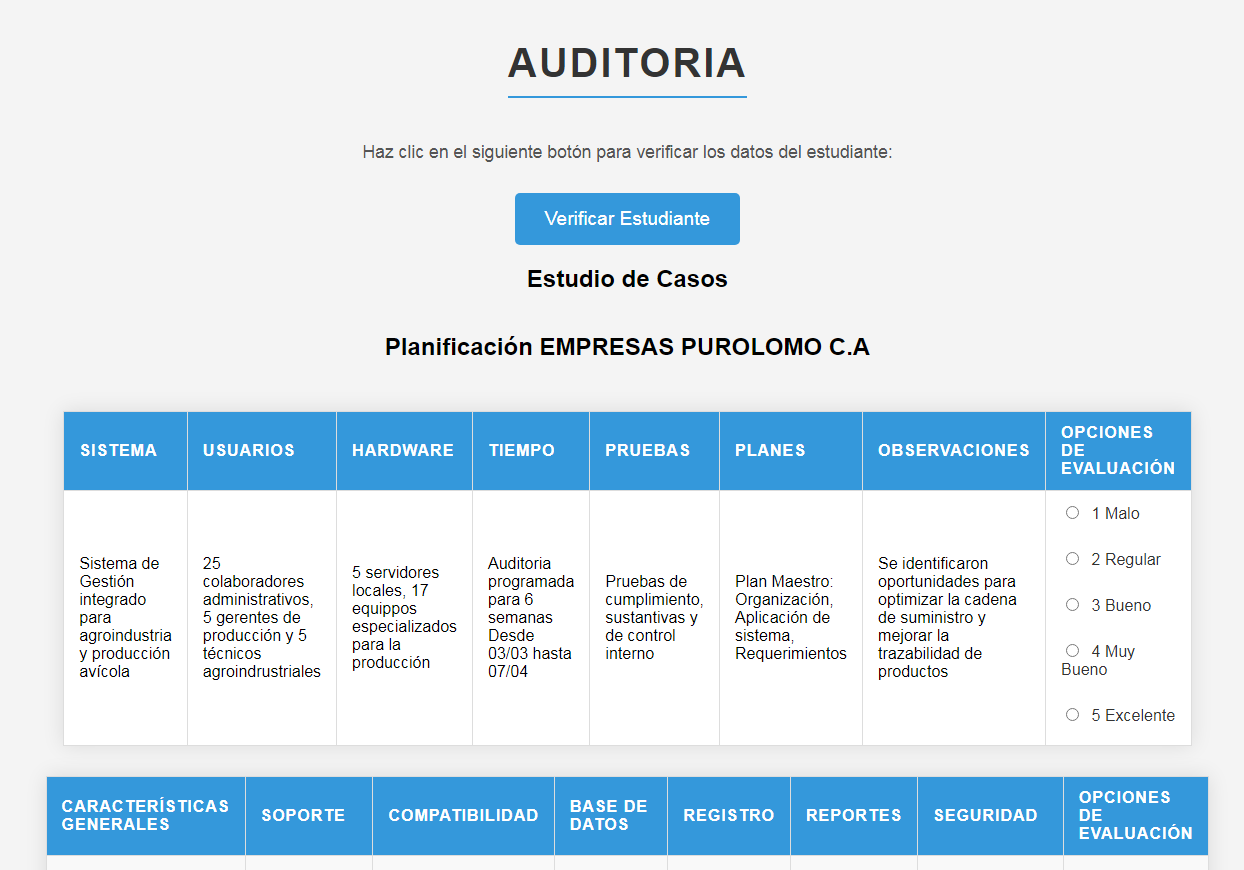 AUDITORIA
Haz clic en el siguiente botón para verificar los datos del estudiante:
Verificar Estudiante
Estudio de Casos
Planificación EMPRESAS PUROLOMO C.A
SISTEMA
USUARIOS
HARDWARE
TIEMPO
PRUEBAS
PLANES
OBSERVACIONES
OPCIONES
DE
EVALUACIÓN
Sistema de
Gestión
integrado
para
agroindustria
y producción
avícola
25
colaboradores
administrativos,
5 gerentes de
producción y 5
técnicos
agroindrustriales
5 servidores
locales, 17
equippos
especializados
para la
producción
Auditoria
programada
para 6
semanas
Desde
03/03 hasta
07/04
Pruebas de
cumplimiento,
sustantivas y
de control
interno
Plan Maestro:
Organización,
Aplicación de
sistema,
Requerimientos
Se identificaron
oportunidades para
optimizar la cadena
de suministro y
mejorar la
trazabilidad de
productos
1 Malo
2 Regular
3 Bueno
4 Muy
Bueno
5 Excelente
CARACTERÍSTICAS
GENERALES
SOPORTE
COMPATIBILIDAD
BASE DE
DATOS
REGISTRO
REPORTES
SEGURIDAD
OPCIONES
DE
EVALUACIÓN